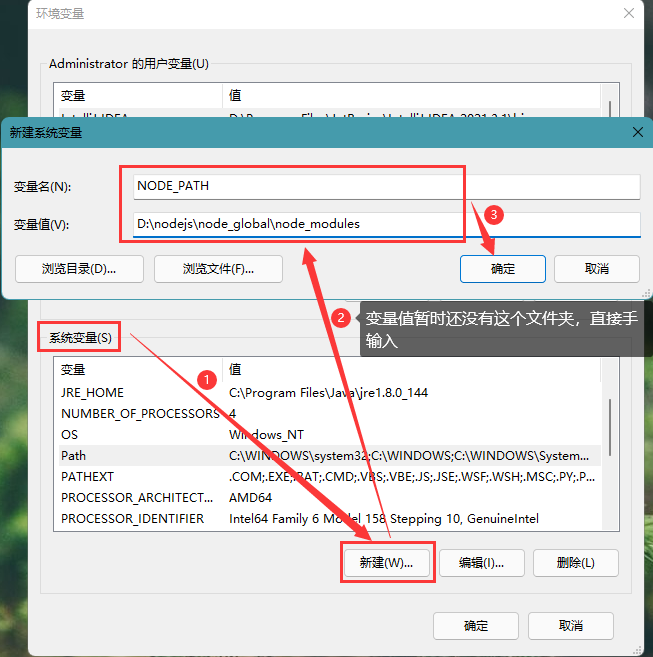 环境变量
Administrator 的用户变量(U)
变量 值
新建系统变量
变量名(N): NODE_PATH
变量值(V): D:\nodejs\node_global\node_modules
3
浏览目录(D)... 浏览文件(F)... 确定 取消
2 变量值暂时还没有这个文件夹，直接手
输入
系统变量(S)
1
变量 值
JRE_HOME C:\Program Files\Java\jre1.8.0_144
NUMBER_OF_PROCESSORS 4
OS Windows_NT
Path C:\WINDOWS\system32;C:\WINDOWS;C:\WINDOWS\System...
PATHEXT .COM;.EXE;.BAT;.CMD;.VBS;.VBE;.JS;.JSE;.WSF;.WSH;.MSC;.PY;.P...
PROCESSOR_ARCHITECT... AMD64
PROCESSOR_IDENTIFIER Intel64 Family 6 Model 158 Stepping 10, GenuineIntel
新建(W)... 编辑(I)... 删除(L)
确定 取消